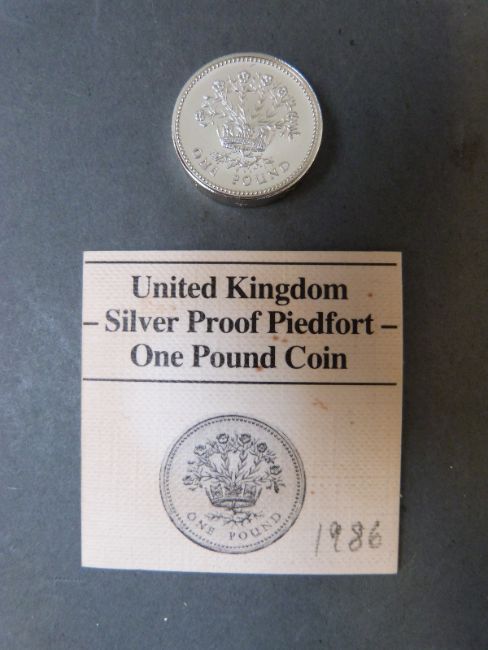 ONE POUND
United Kingdom
– Silver Proof Piedfort –
One Pound Coin
ONE POUND
1986